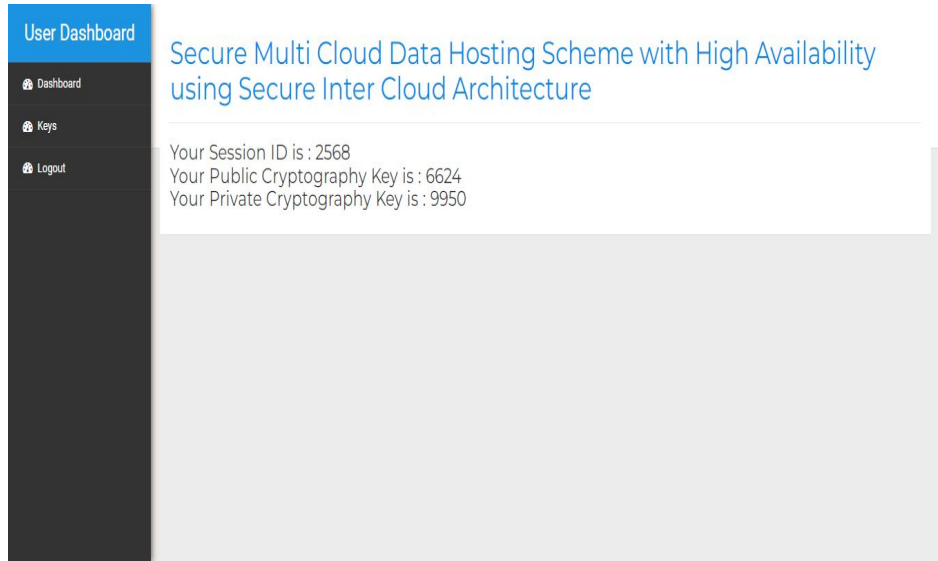 User Dashboard
Dashboard
Keys
Logout
Secure Multi Cloud Data Hosting Scheme with High Availability
using Secure Inter Cloud Architecture
Your Session ID is : 2568
Your Public Cryptography Key is : 6624
Your Private Cryptography Key is : 9950